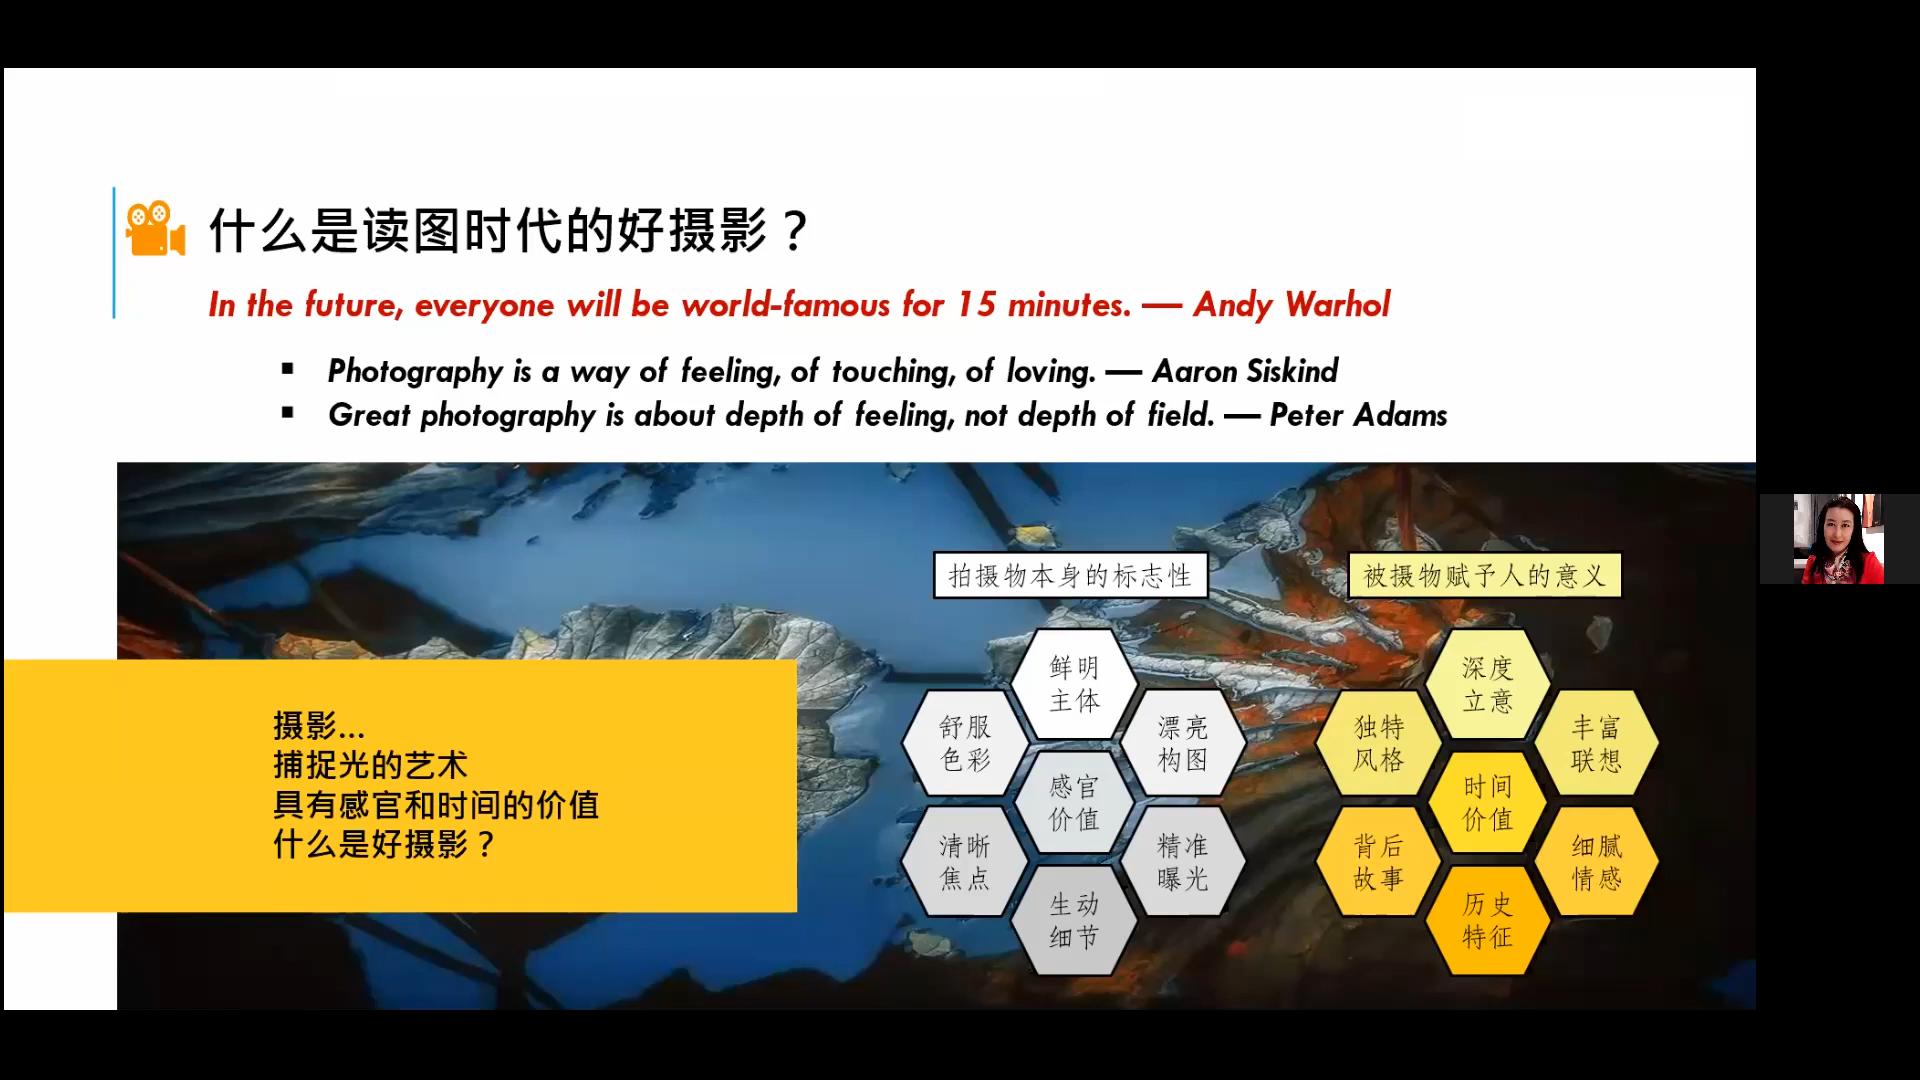 什么是读图时代的好摄影？
In the future, everyone will be world-famous for 15 minutes. — Andy Warhol
▪ Photography is a way of feeling, of touching, of loving. — Aaron Siskind
▪ Great photography is about depth of feeling, not depth of field. — Peter Adams
摄影...
捕捉光的艺术
具有感官和时间的价值
什么是好摄影？
拍摄物本身的标志性
鲜明
主体
舒服
色彩
漂亮
构图
感官
价值
清晰
焦点
精准
曝光
生动
细节
被摄物赋予人的意义
深度
立意
独特
风格
丰富
联想
时间
价值
背后
故事
细腻
情感
历史
特征